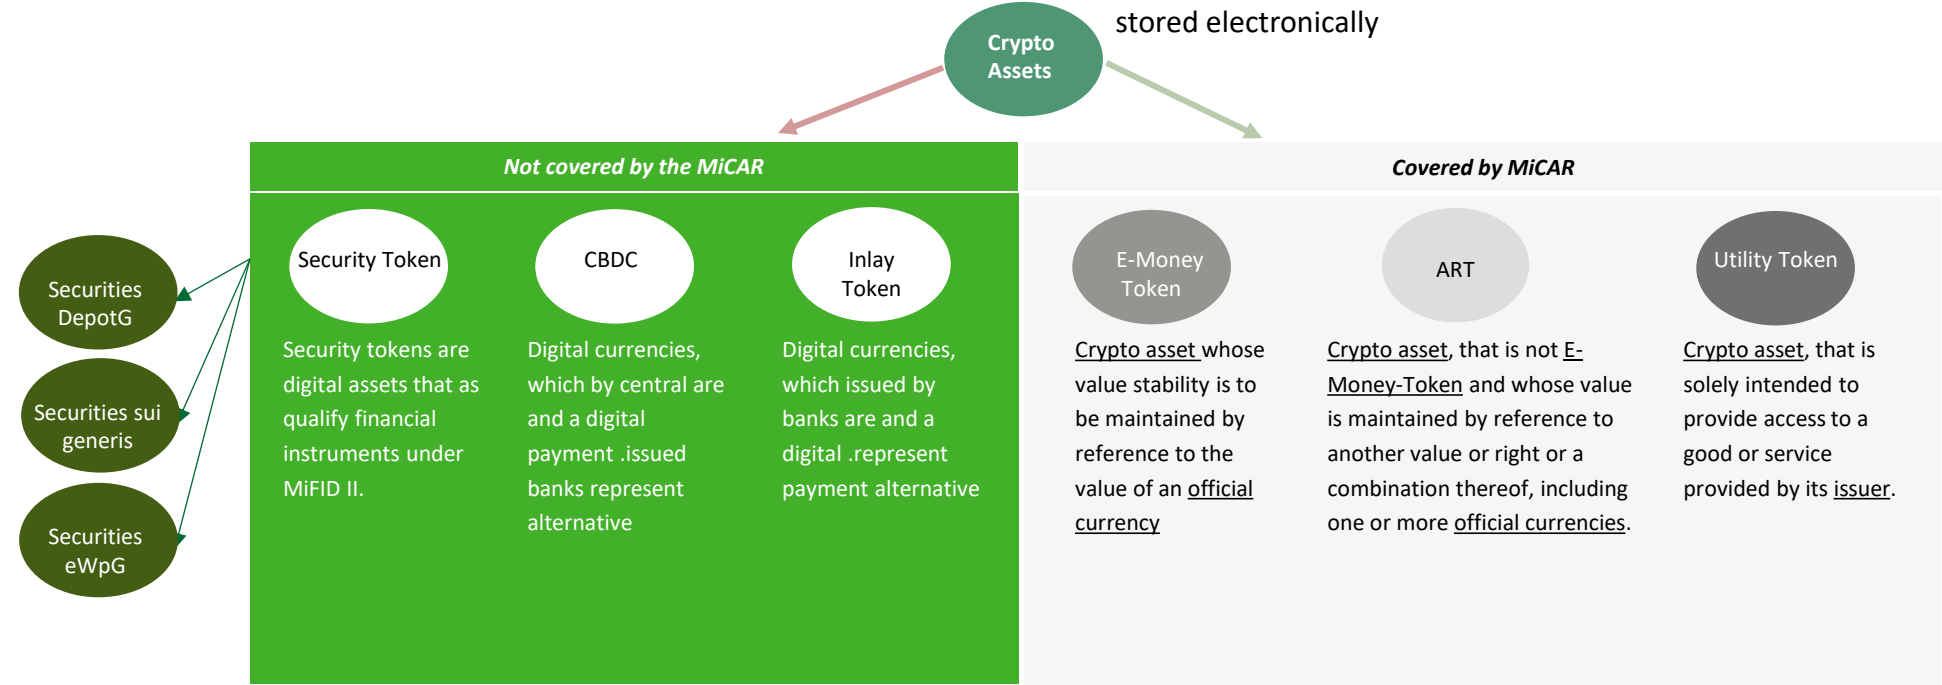 stored electronically
Crypto
Assets
Not covered by the MiCAR
Covered by MiCAR
Securities
DepotG
Securities sui
generis
Securities
eWpG
Security Token
Security tokens are
digital assets that as
qualify financial
instruments under
MiFID II.
CBDC
Digital currencies,
which by central are
and a digital
payment .issued
banks represent
alternative
Inlay
Token
Digital currencies,
which issued by
banks are and a
digital .represent
payment alternative
E-Money
Token
Crypto asset whose
value stability is to
be maintained by
reference to the
value of an official
currency
ART
Crypto asset, that is not E-
Money-Token and whose value
is maintained by reference to
another value or right or a
combination thereof, including
one or more official currencies.
Utility Token
Crypto asset, that is
solely intended to
provide access to a
good or service
provided by its issuer.